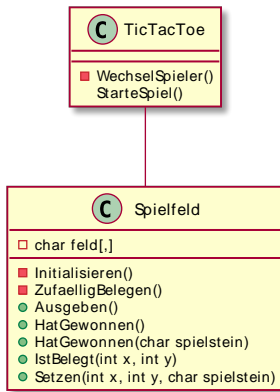 C TicTacToe
WechselSpieler()
StarteSpiel()
C Spielfeld
char feld[,]
Initialisieren()
ZufaelligBelegen()
Ausgeben()
HatGewonnen()
HatGewonnen(char spielstein)
IstBelegt(int x, int y)
Setzen(int x, int y, char spielstein)